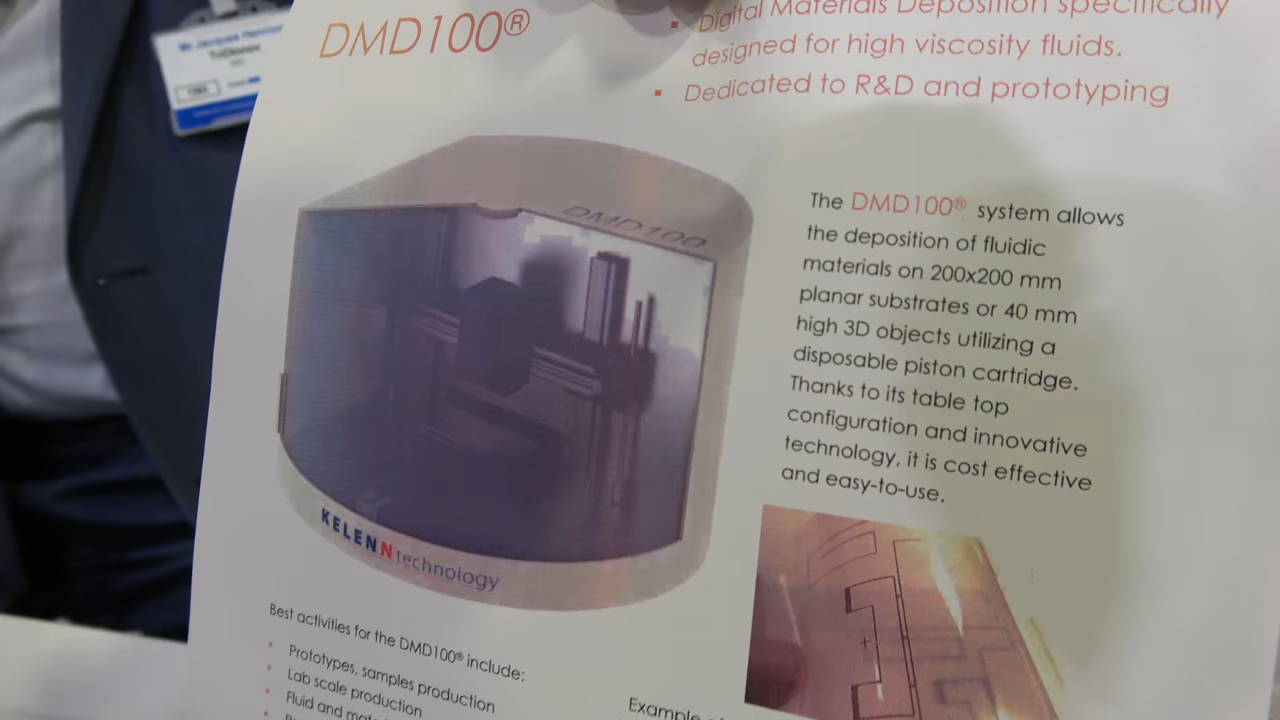 DMD100®
Digital Materials Deposition specifically
designed for high viscosity fluids.
Dedicated to R&D and prototyping
DMD100
KELENN technology
The DMD100® system allows
the deposition of fluidic
materials on 200x200 mm
planar substrates or 40 mm
high 3D objects utilizing a
disposable piston cartridge.
Thanks to its table top
configuration and innovative
technology, it is cost effective
and easy-to-use.
Best activities for the DMD100® include:
Prototypes, samples production
Lab scale production
Fluid and
Example